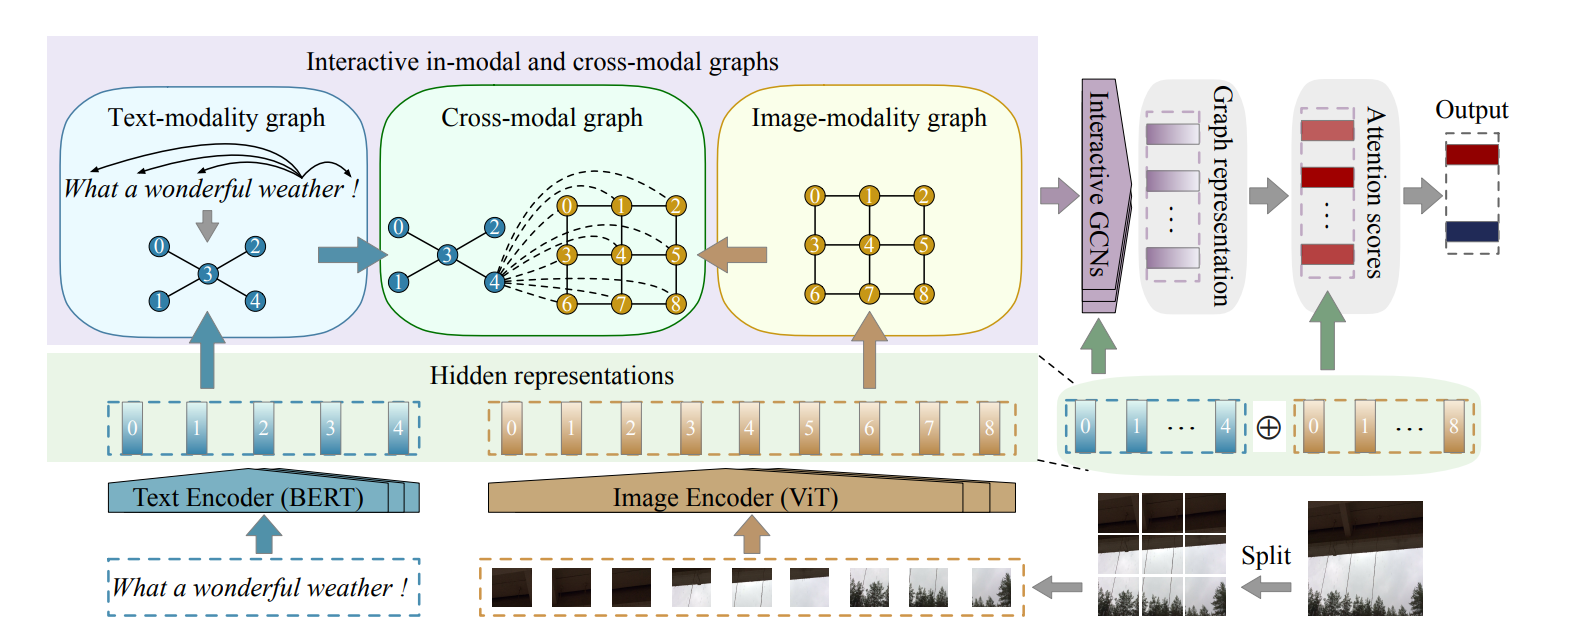 Interactive in-modal and cross-modal graphs
Text-modality graph
What a wonderful weather !
0
2
3
1
4
Cross-modal graph
0
2
3
1
4
0
1
2
3
4
5
6
7
8
Image-modality graph
0
1
2
3
4
5
6
7
8
Interactive GCNs
Graph representation
...
Attention scores
...
Output
Hidden representations
0 1 2 3 4
0 1 2 3 4 5 6 7 8
0 1 ... 4 ⊕ 0 1 ... 8
Text Encoder (BERT)
Image Encoder (ViT)
What a wonderful weather !
Split